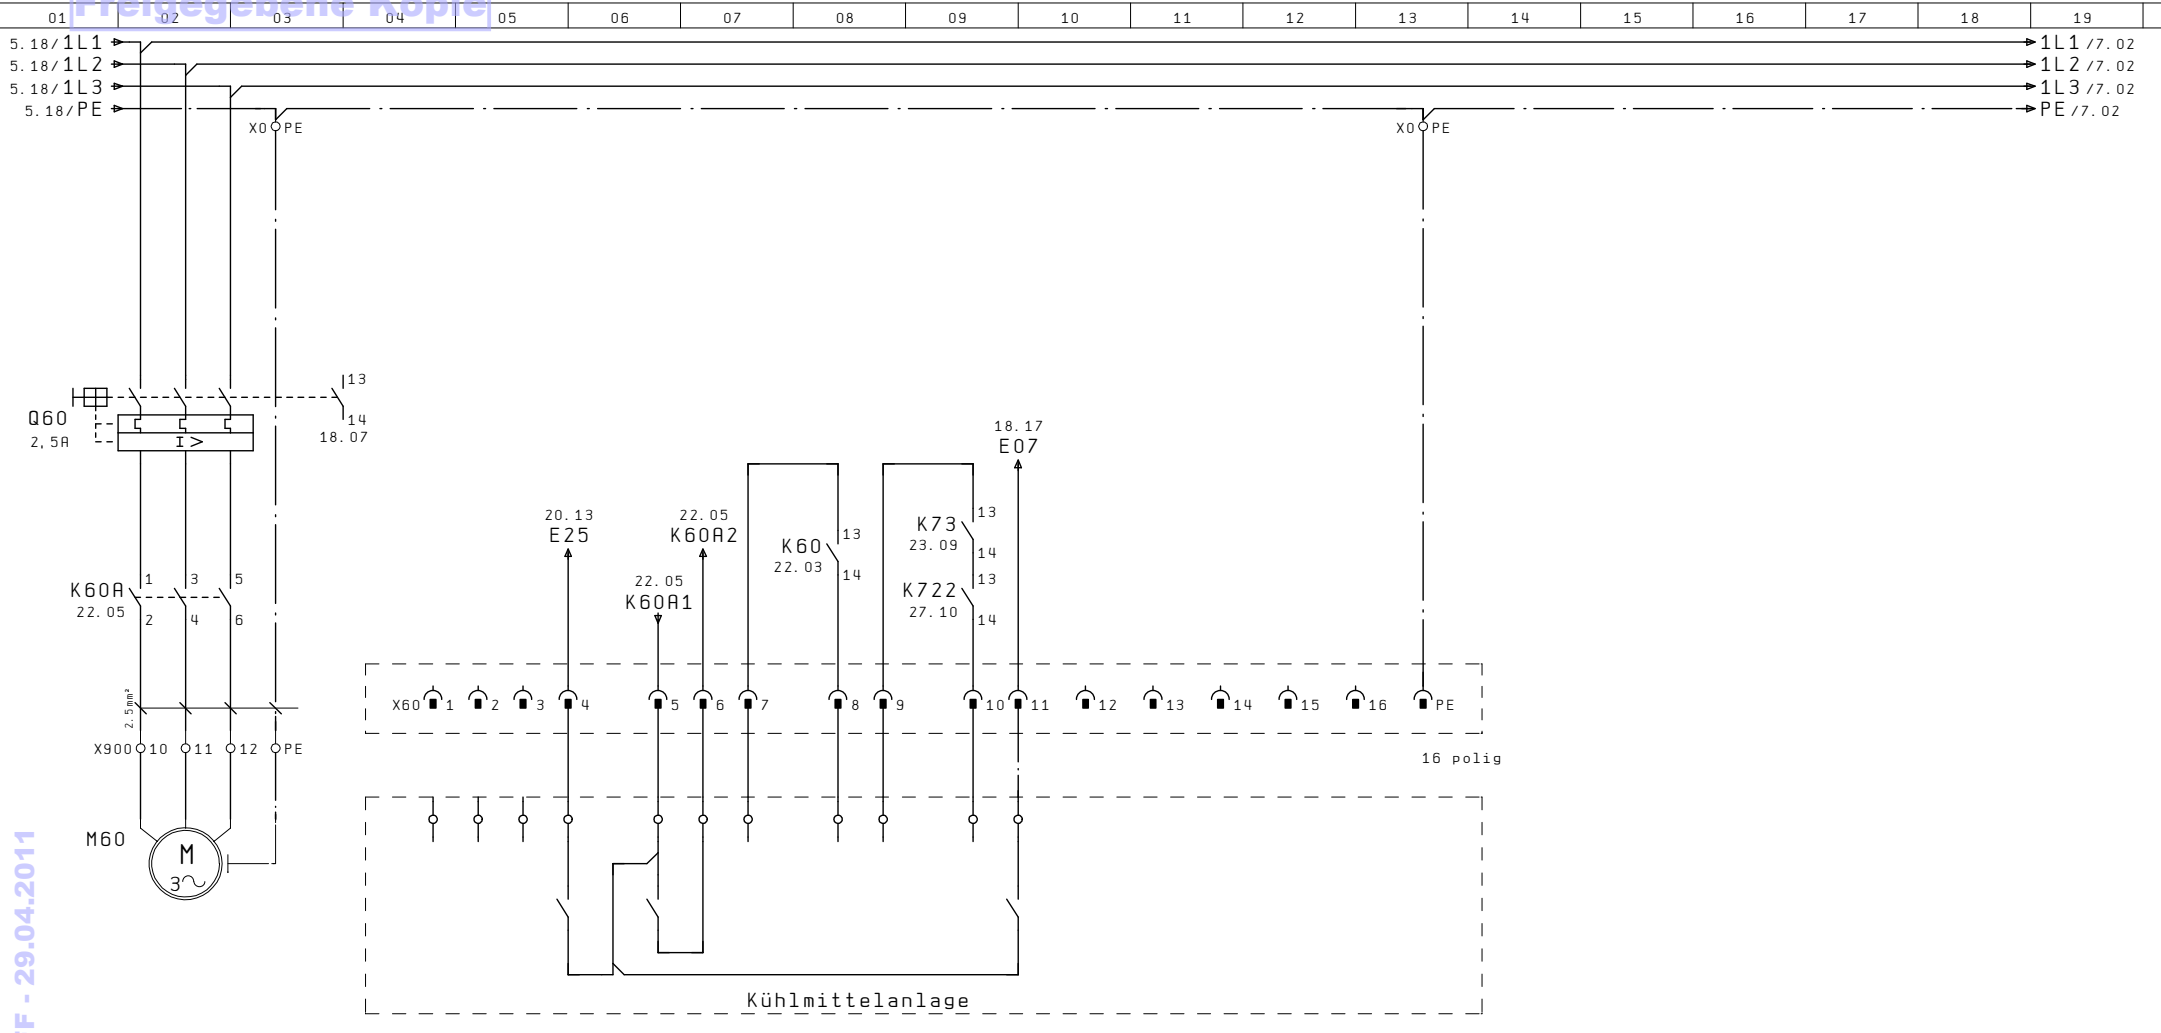 Freigegebene Kopie
01 02 03 04 05 06 07 08 09 10 11 12 13 14 15 16 17 18 19
5.18/1L1 1L1/7.02
5.18/1L2 1L2/7.02
5.18/1L3 1L3/7.02
5.18/PE PE/7.02
X0 PE X0 PE
13
Q60 14
2,5A I> 18.07
18.17
E07
20.13 22.05 K73 13
E25 K60A2 K60 13 23.09 14
22.05 22.03 14
K60A1 K722 13
27.10 14
K60A 1 3 5
22.05 2 4 6
2.5mm²
X60 1 2 3 4 5 6 7 8 9 10 11 12 13 14 15 16 PE
X900 10 11 12 PE
16 polig
M60
M
3
Kühlmittelanlage
F - 29.04.2011